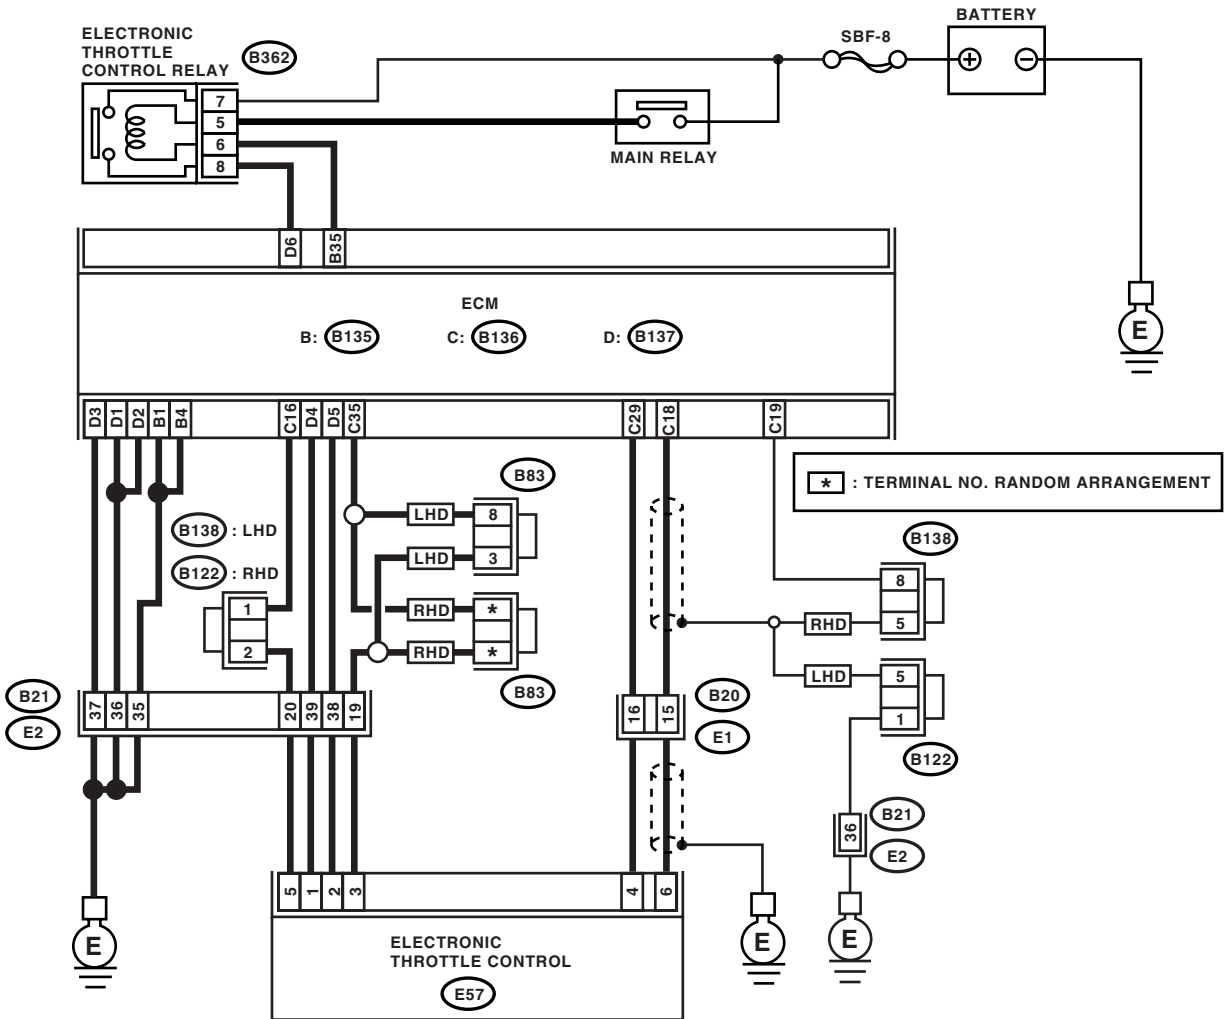 BATTERY
ELECTRONIC
THROTTLE
CONTROL RELAY
B362
SBF-8
7
5
6
8
MAIN RELAY
D6
B35
E
ECM
B: B135
C: B136
D: B137
D3
D1
D2
B1
B4
C16
D4
D5
C35
C29
C18
C19
* : TERMINAL NO. RANDOM ARRANGEMENT
B83
LHD
8
LHD
3
B138 : LHD
B122 : RHD
1
2
RHD
*
RHD
*
B83
B138
8
RHD
5
LHD
5
1
B122
B21
E2
37
36
35
20
39
38
19
16
15
B20
E1
36
B21
E2
5
1
2
3
4
6
E
E
E
ELECTRONIC
THROTTLE CONTROL
E57